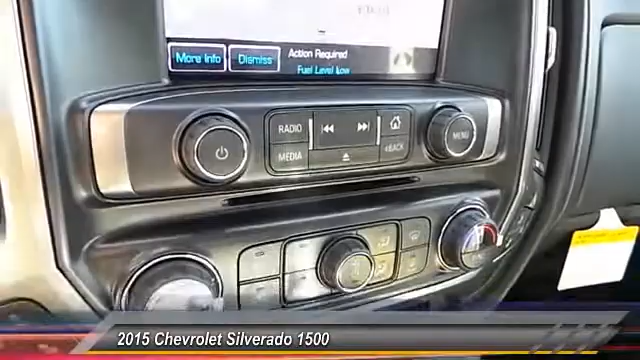 More Info
Dismiss
Action Required
Fuel Level Low
RADIO
MEDIA
BACK
MENU
2015 Chevrolet Silverado 1500